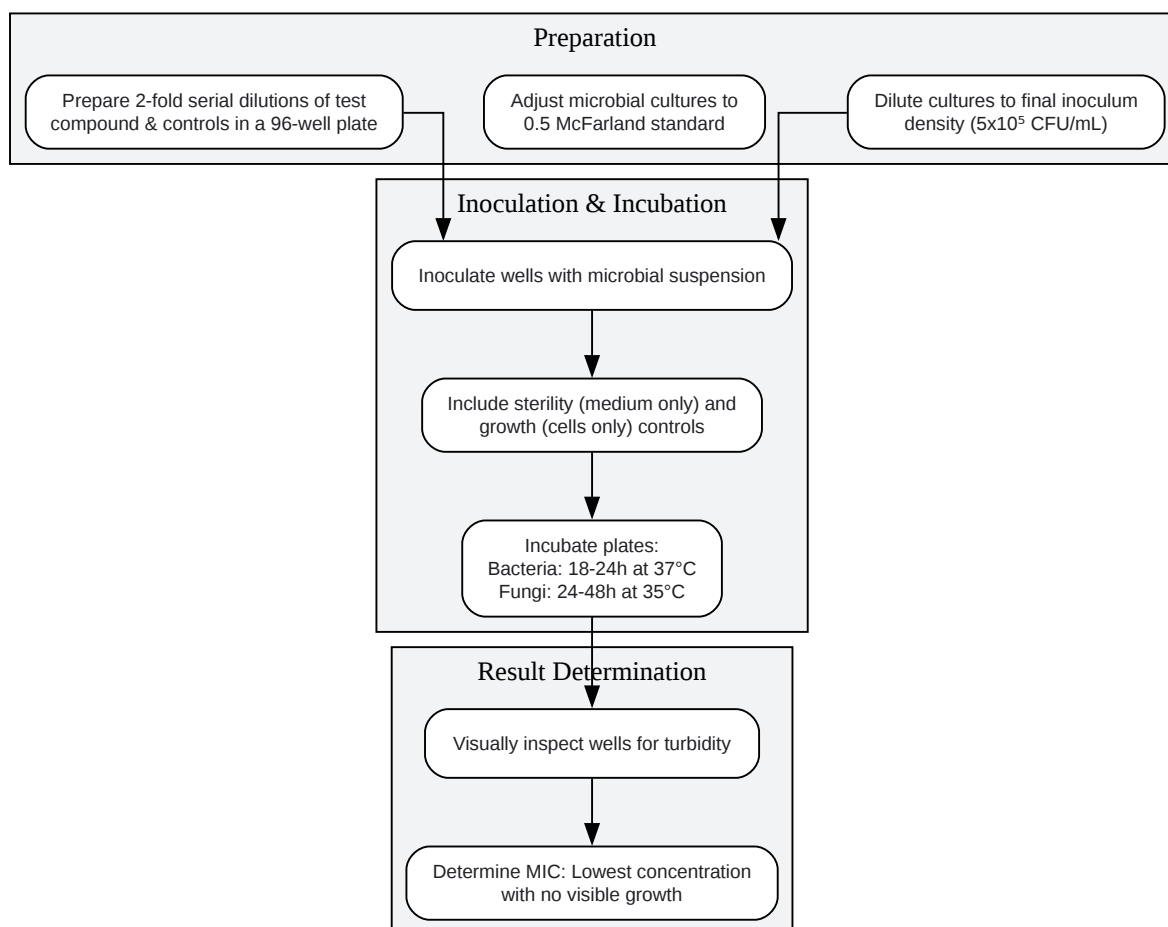 Preparation
Prepare 2-fold serial dilutions of test
compound & controls in a 96-well plate
Adjust microbial cultures to
0.5 McFarland standard
Dilute cultures to final inoculum
density (5x10⁵ CFU/mL)
Inoculation & Incubation
Inoculate wells with microbial suspension
Include sterility (medium only) and
growth (cells only) controls
Incubate plates:
Bacteria: 18-24h at 37°C
Fungi: 24-48h at 35°C
Result Determination
Visually inspect wells for turbidity
Determine MIC: Lowest concentration
with no visible growth